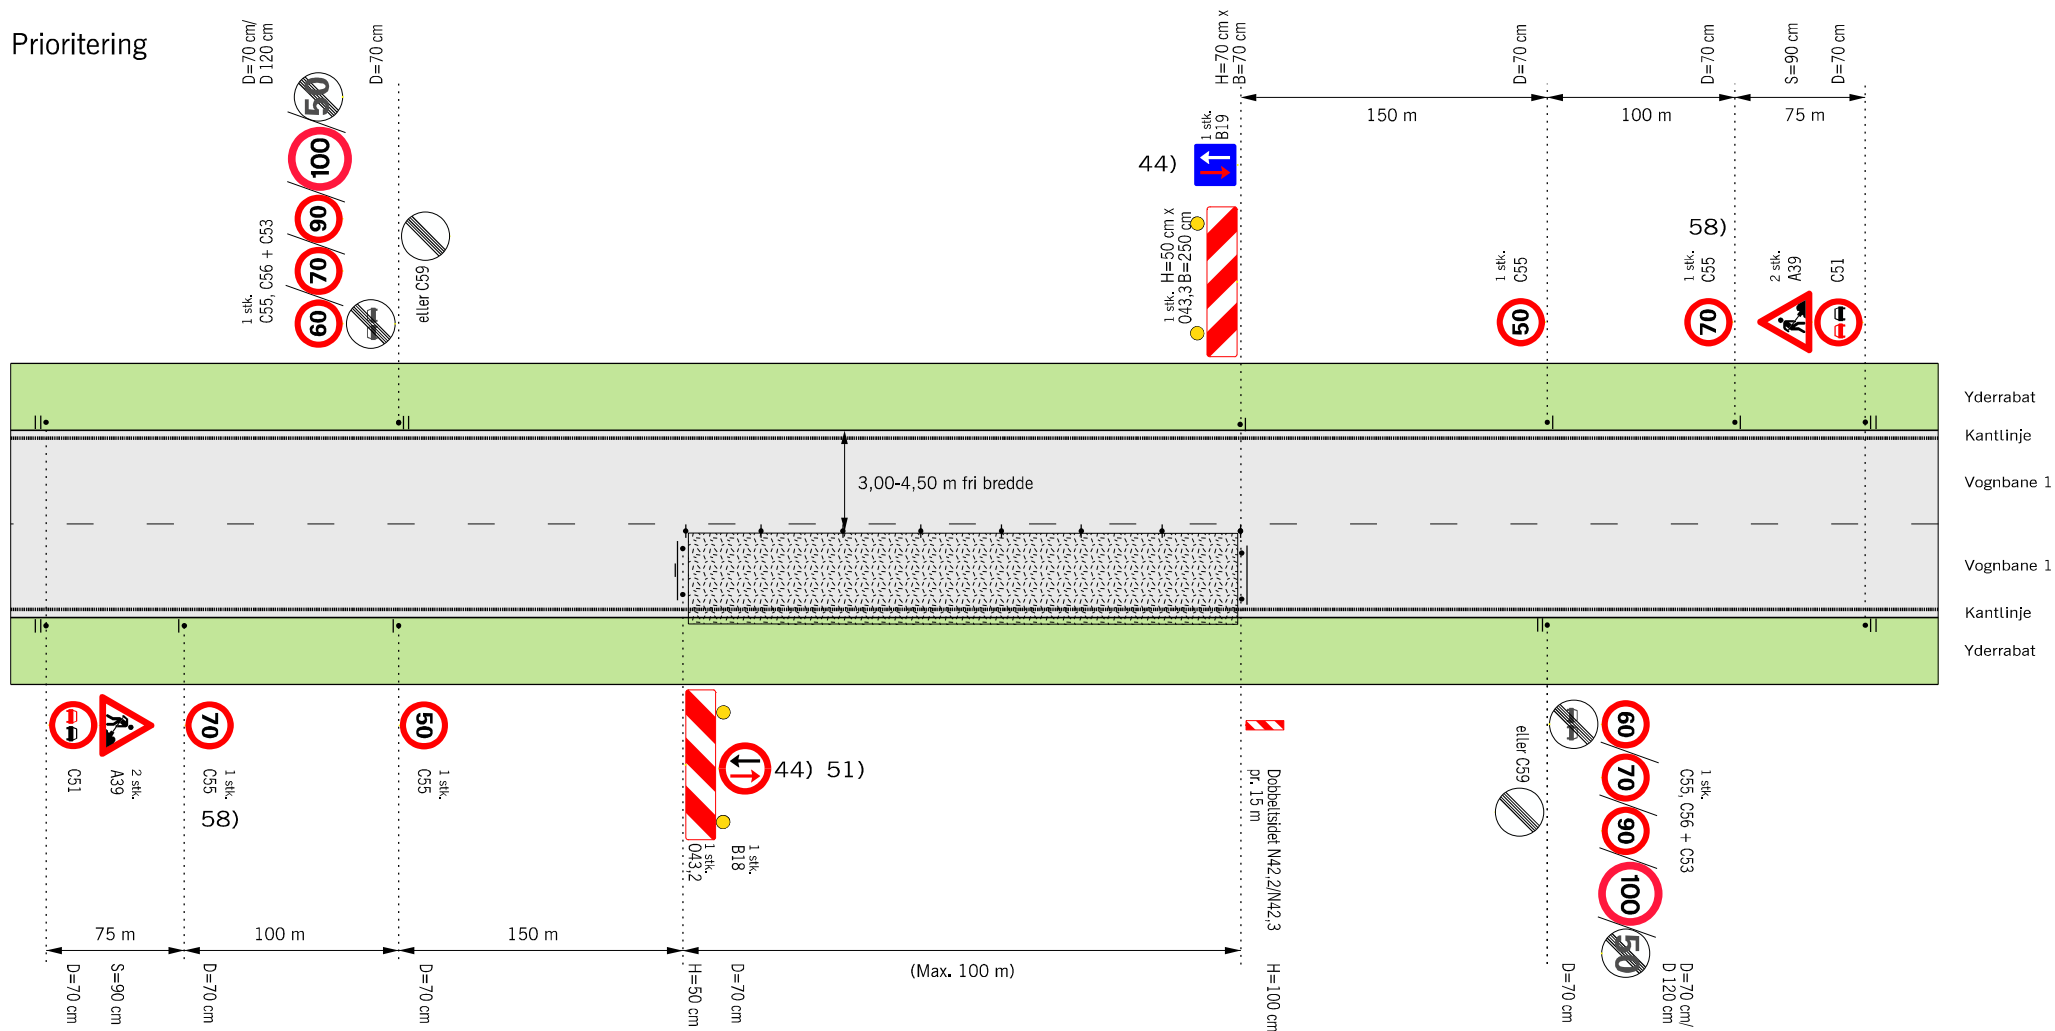 Prioritering
D=70 cm/
D 120 cm
D=70 cm
H=70 cm x
B=70 cm
D=70 cm
D=70 cm
S=90 cm
D=70 cm
150 m
100 m
75 m
50
100
90
70
60
1 stk.
C55, C56 + C53
eller C59
44)
1 stk.
B19
1 stk. H=50 cm x
O43,3 B=250 cm
1 stk.
C55
50
58)
1 stk.
C55
70
2 stk.
A39
C51
Yderrabat
Kantlinje
Vognbane 1
3,00-4,50 m fri bredde
Vognbane 1
Kantlinje
Yderrabat
C51
2 stk.
A39
70
1 stk.
C55
58)
50
1 stk.
C55
44) 51)
1 stk.
O43,2
1 stk.
B18
Dobbeltsidet N42,2/N42,3
pr. 15 m
eller C59
60
70
90
100
50
1 stk.
C55, C56 + C53
75 m
100 m
150 m
(Max. 100 m)
D=70 cm
S=90 cm
D=70 cm
D=70 cm
H=50 cm
D=70 cm
H=100 cm
D=70 cm
D=70 cm/
D 120 cm